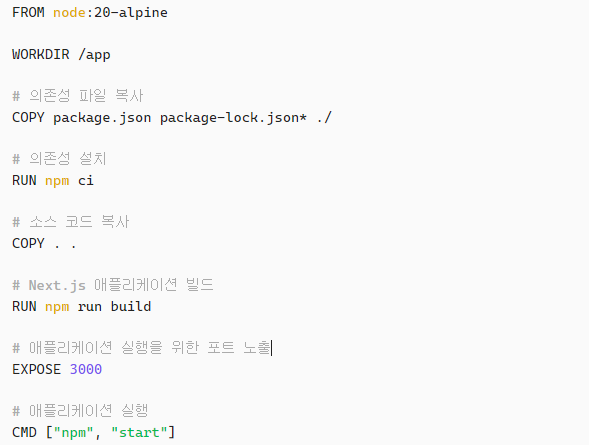 FROM node:20-alpine
WORKDIR /app
# 의존성 파일 복사
COPY package.json package-lock.json* ./
# 의존성 설치
RUN npm ci
# 소스 코드 복사
COPY . .
# Next.js 애플리케이션 빌드
RUN npm run build
# 애플리케이션 실행을 위한 포트 노출
EXPOSE 3000
# 애플리케이션 실행
CMD ["npm", "start"]